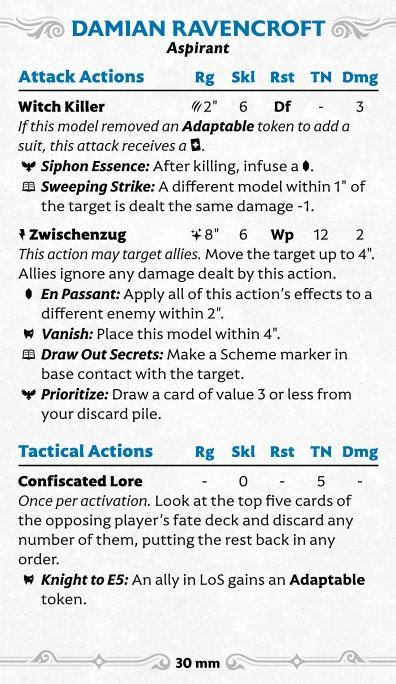 DAMIAN RAVENCROFT
Aspirant
Attack Actions Rg Skl Rst TN Dmg
Witch Killer 2" 6 Df - 3
If this model removed an Adaptable token to add a
suit, this attack receives a .
Siphon Essence: After killing, infuse a .
Sweeping Strike: A different model within 1" of
the target is dealt the same damage -1.
Zwischenzug 8" 6 Wp 12 2
This action may target allies. Move the target up to 4".
Allies ignore any damage dealt by this action.
En Passant: Apply all of this action's effects to a
different enemy within 2".
Vanish: Place this model within 4".
Draw Out Secrets: Make a Scheme marker in
base contact with the target.
Prioritize: Draw a card of value 3 or less from
your discard pile.
Tactical Actions Rg Skl Rst TN Dmg
Confiscated Lore - 0 - 5 -
Once per activation. Look at the top five cards of
the opposing player's fate deck and discard any
number of them, putting the rest back in any
order.
Knight to E5: An ally in LoS gains an Adaptable
token.
30 mm